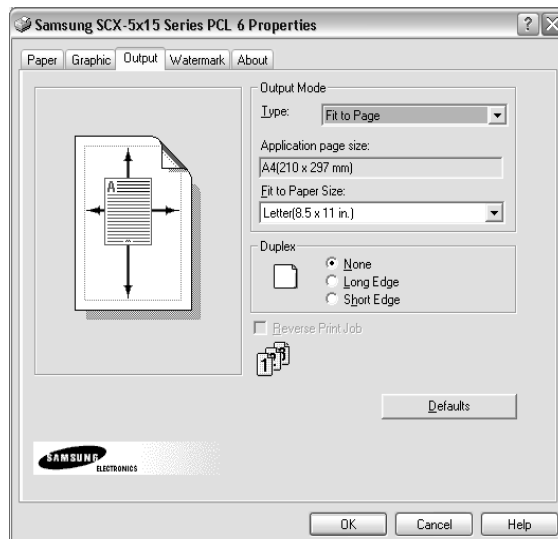 Samsung SCX-5x15 Series PCL 6 Properties
?
Paper
Graphic
Output
Watermark
About
Output Mode
Type:
Fit to Page
Application page size:
A4(210 x 297 mm)
Fit to Paper Size:
Letter(8.5 x 11 in.)
A
Duplex
None
Long Edge
Short Edge
Reverse Print Job
1
Defaults
SAMSUNG
ELECTRONICS
OK
Cancel
Help